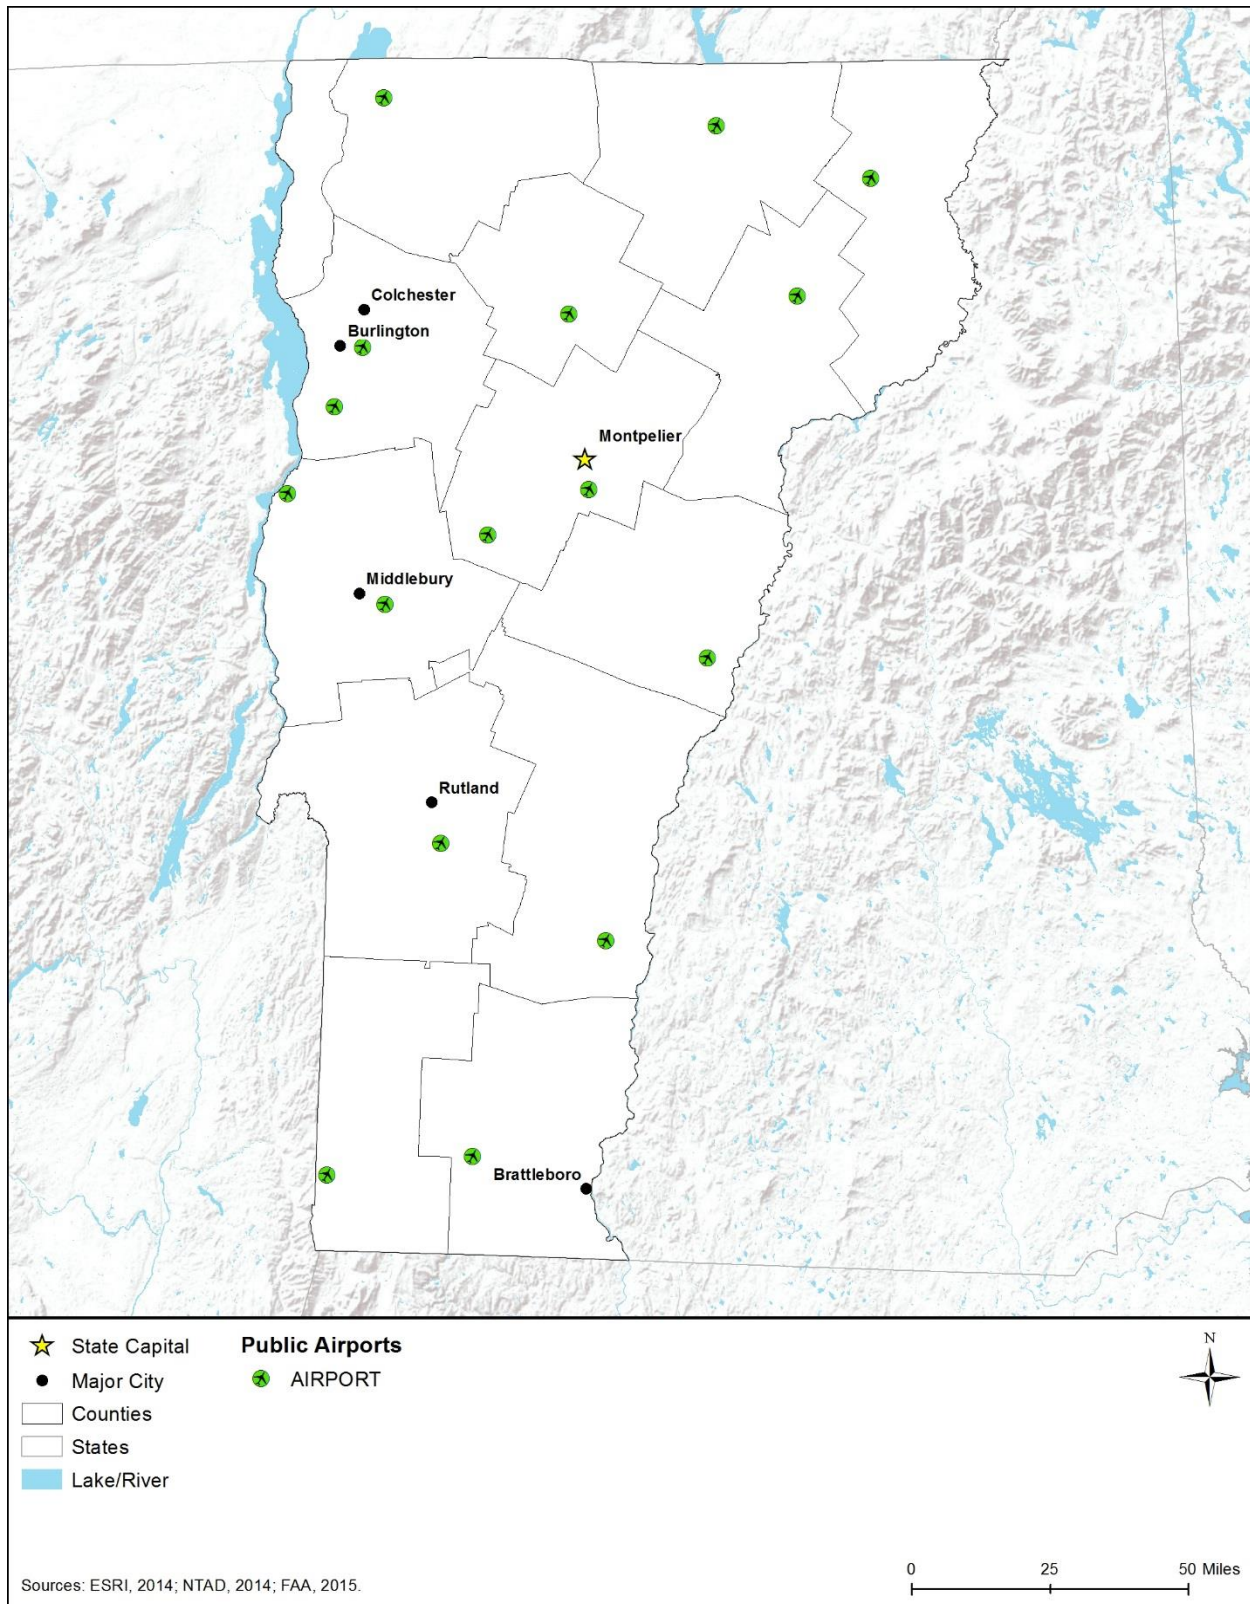 Colchester
Burlington
Montpelier
Middlebury
Rutland
Brattleboro
State Capital
Major City
Counties
States
Lake/River
Public Airports
AIRPORT
N
Sources: ESRI, 2014; NTAD, 2014; FAA, 2015.
0 25 50 Miles